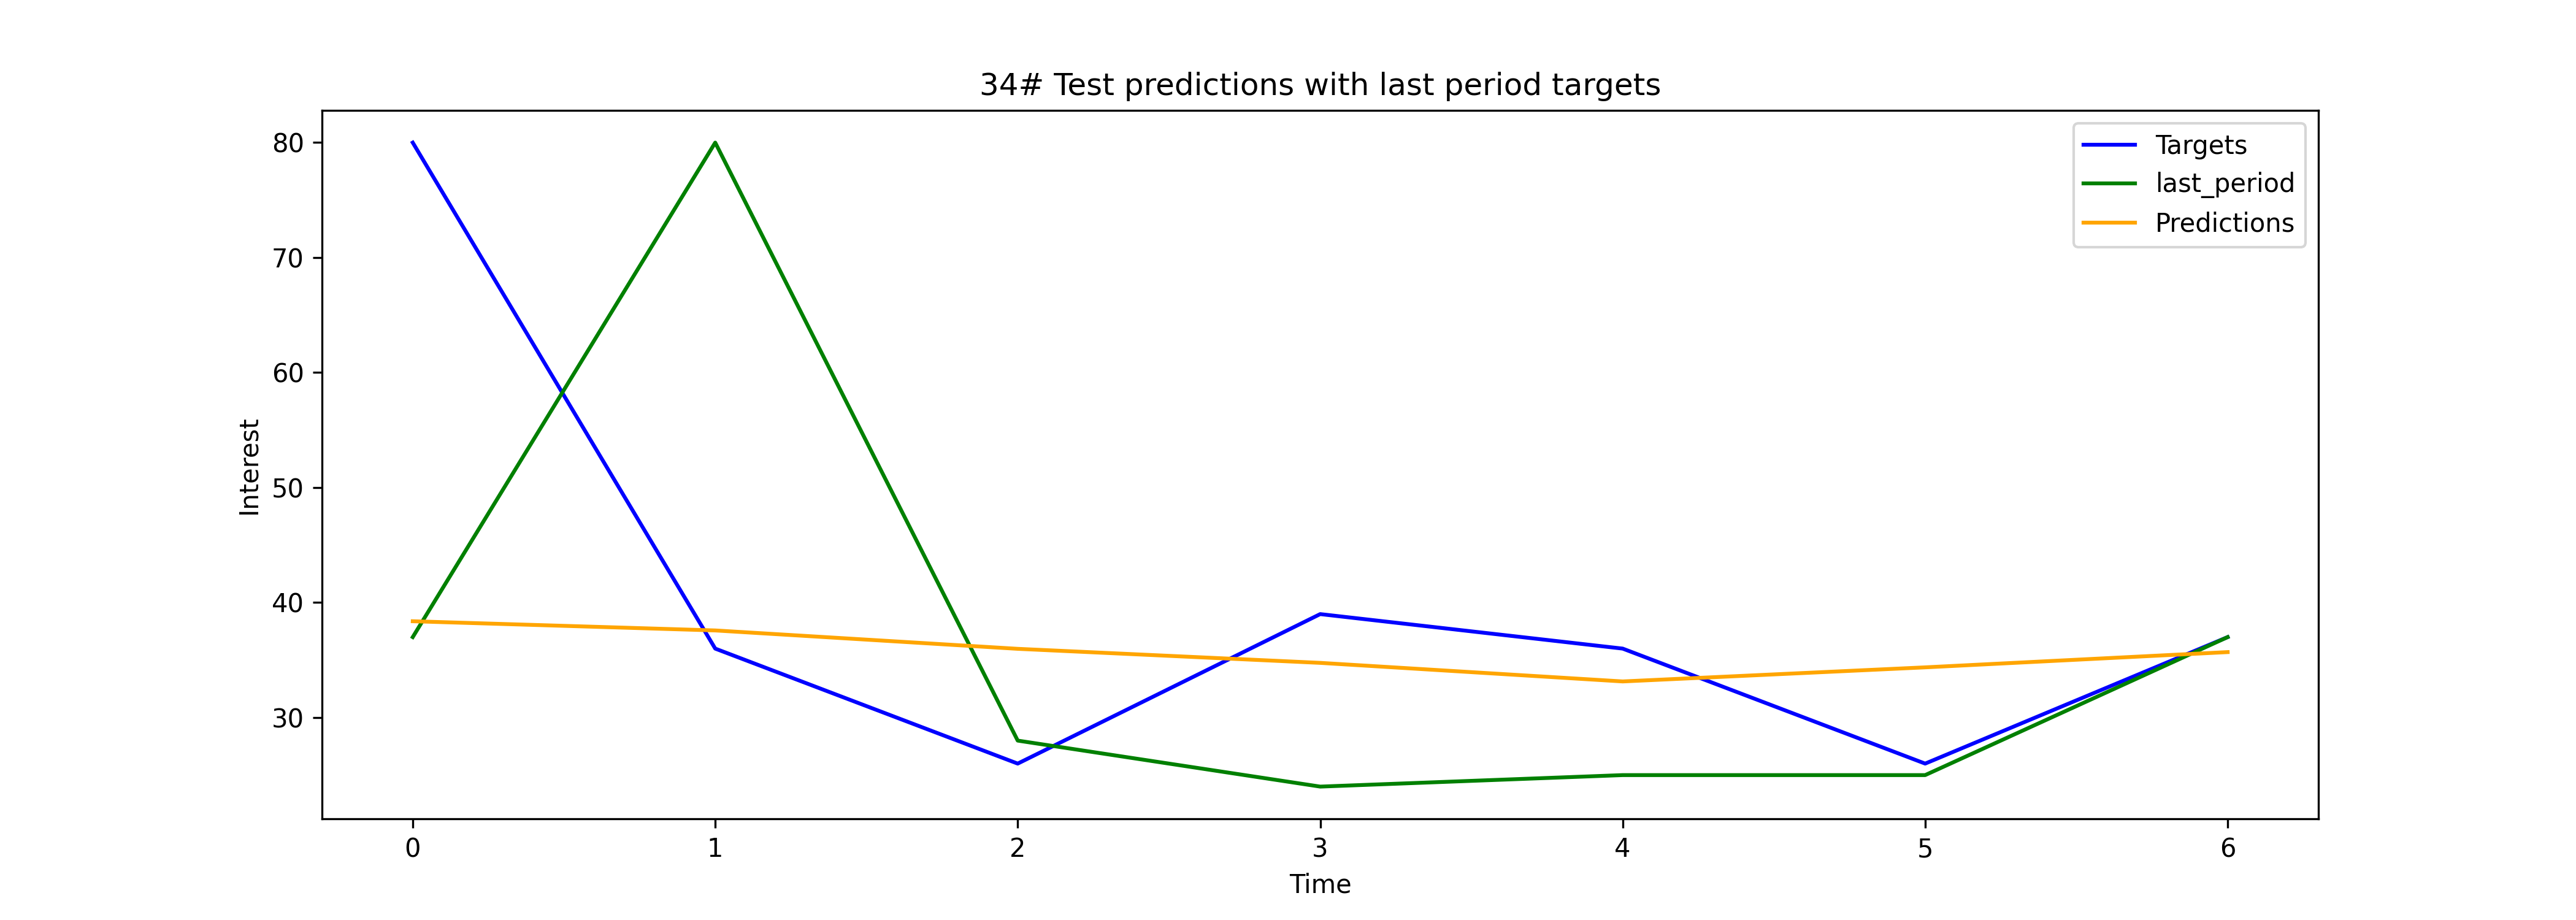 34# Test predictions with last period targets
Targets
last_period
Predictions
80
70
60
50
40
30
Interest
0 1 2 3 4 5 6
Time